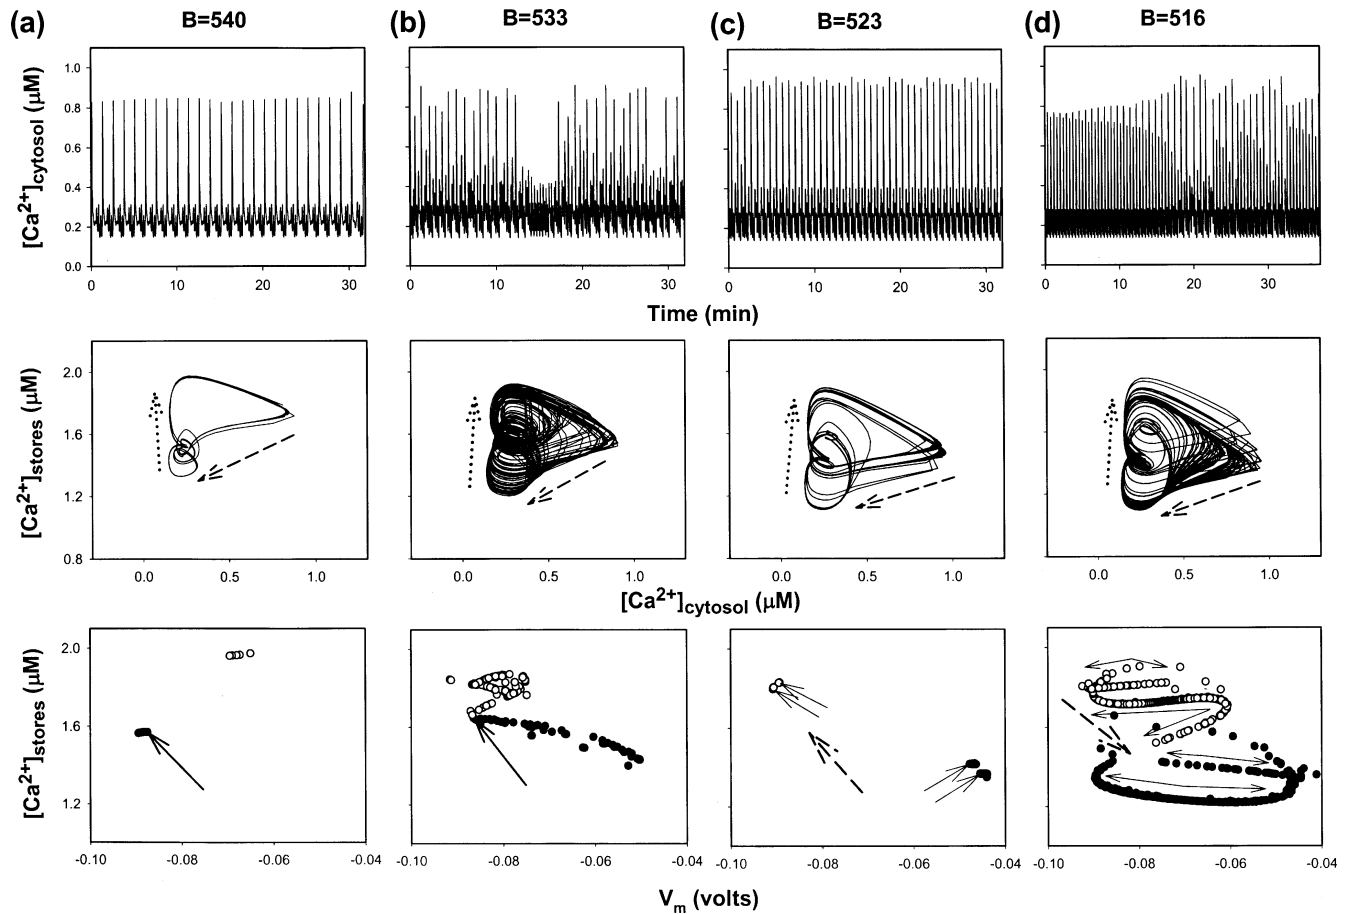 (a) B=540 (b) B=533 (c) B=523 (d) B=516
[Ca2+]cytosol (μM)
1.0
0.8
0.6
0.4
0.2
0.0
0 10 20 30 0 10 20 30 0 10 20 30 0 10 20 30
Time (min)
[Ca2+]stores (μM)
2.0
1.6
1.2
0.8
0.0 0.5 1.0 0.0 0.5 1.0 0.0 0.5 1.0 0.0 0.5 1.0
[Ca2+]cytosol (μM)
[Ca2+]stores (μM)
2.0
1.6
1.2
-0.10 -0.08 -0.06 -0.04 -0.10 -0.08 -0.06 -0.04 -0.10 -0.08 -0.06 -0.04 -0.10 -0.08 -0.06 -0.04
Vm (volts)